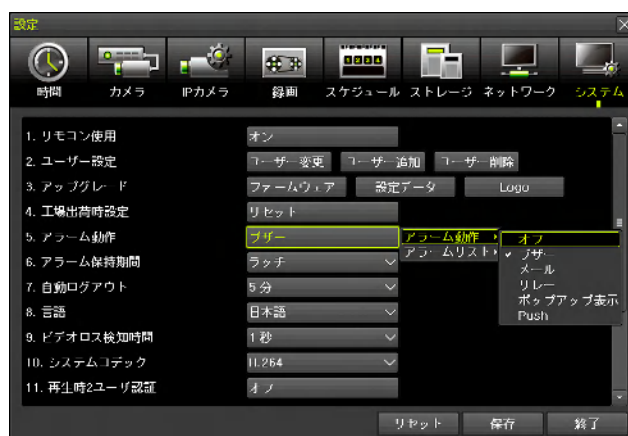 設定
時間 カメラ IPカメラ 録画 スケジュール ストレージ ネットワーク システム
1. リモコン使用 オン
2. ユーザー設定 ユーザー変更 ユーザー追加 ユーザー削除
3. アップグレード ファームウェア 設定データ Logo
4. 工場出荷時設定 リセット
5. アラーム動作 ブザー アラーム動作 オフ
6. アラーム保持期間 ラッチ アラームリスト ブザー
メール
7. 自動ログアウト 5分 リレー
ポップアップ表示
8. 言語 日本語 Push
9. ビデオロス検知時間 1秒
10. システムコデック H.264
11. 再生時2ユーザ認証 オフ
リセット 保存 終了